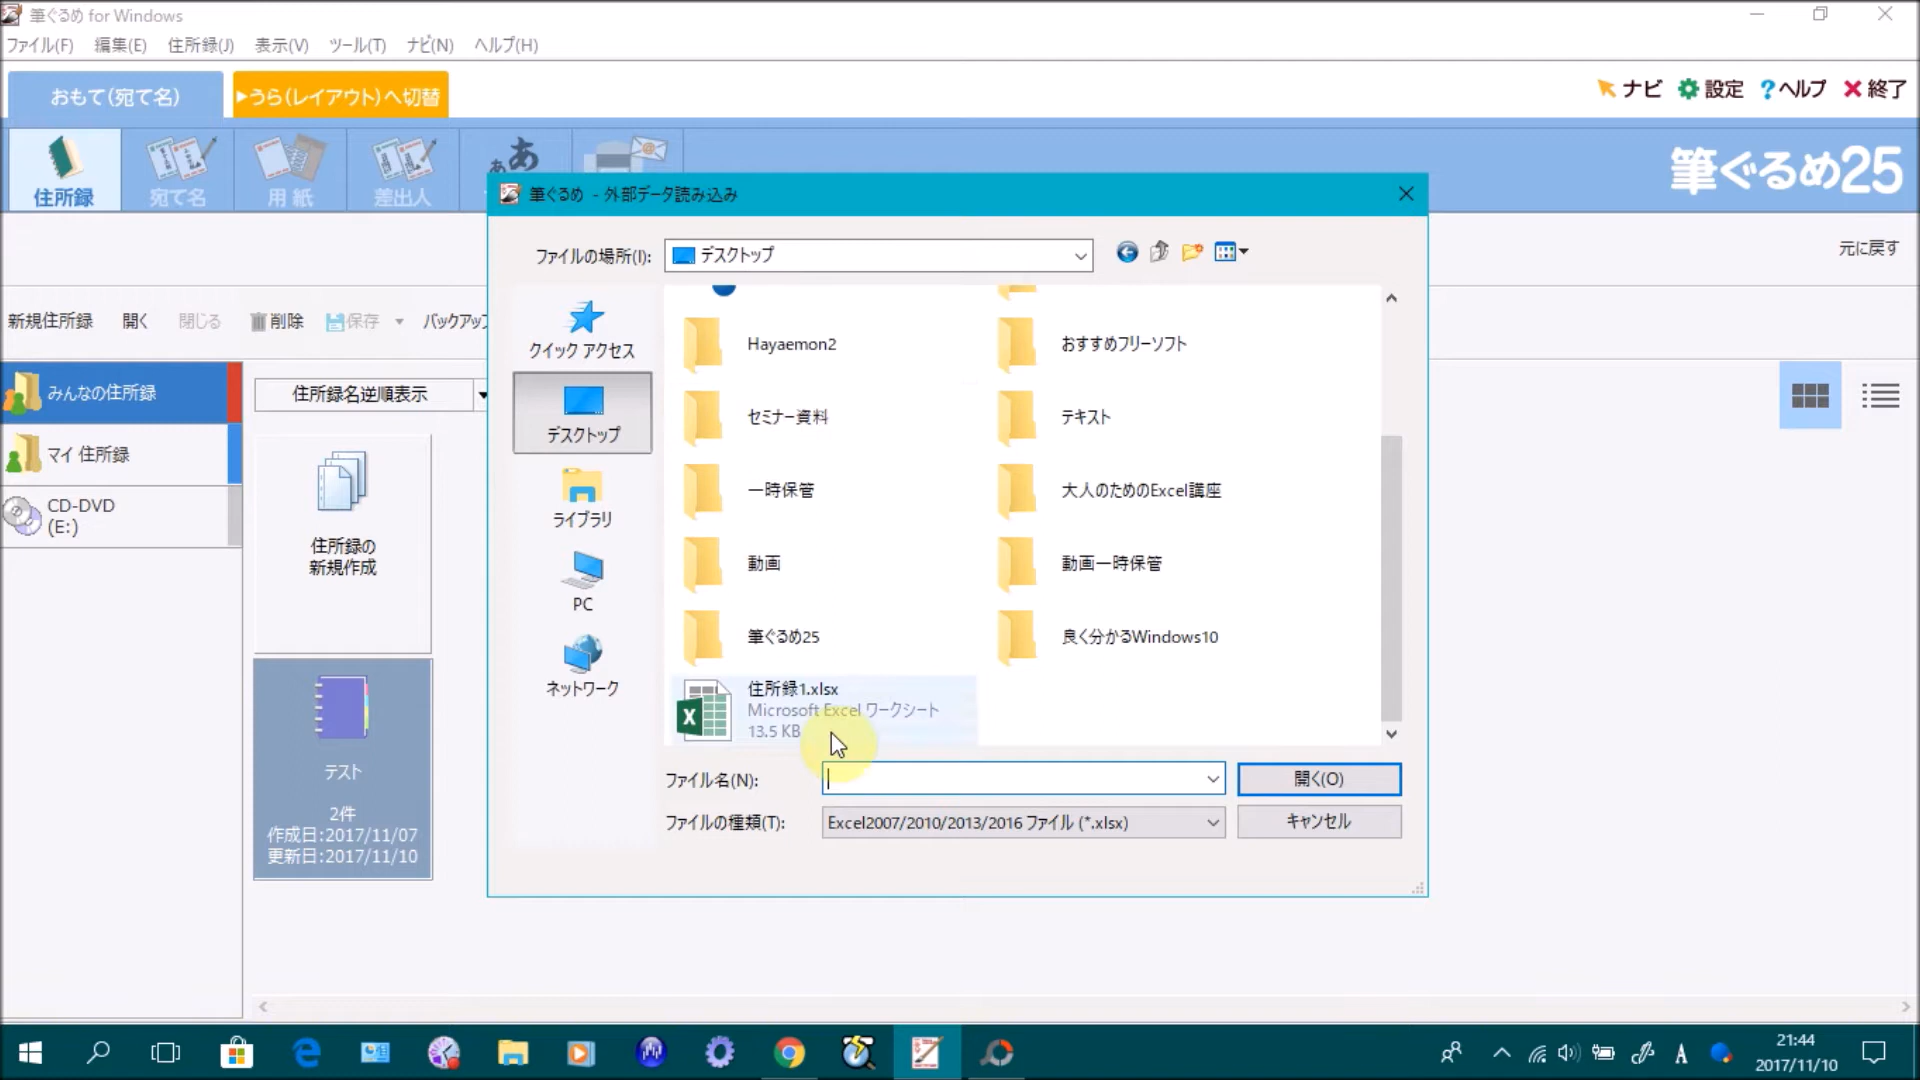 筆ぐるめ for Windows
ファイル(F) 編集(E) 住所録(J) 表示(V) ツール(T) ナビ(N) ヘルプ(H)
おもて(宛て名)
うら(レイアウト)へ切替
ナビ 設定 ?ヘルプ 終了
住所録
宛て名
用紙
差出人
あ あ
筆ぐるめ25
元に戻す
新規住所録 開く 閉じる 削除 保存 バックアップ
みんなの住所録
マイ 住所録
CD-DVD
(E:)
住所録名逆順表示
住所録の
新規作成
テスト
2件
作成日:2017/11/07
更新日:2017/11/10
筆ぐるめ - 外部データ読み込み
ファイルの場所(I): デスクトップ
クイック アクセス
デスクトップ
ライブラリ
PC
ネットワーク
Hayaemon2
おすすめフリーソフト
セミナー資料
テキスト
一時保管
大人のためのExcel講座
動画
動画一時保管
筆ぐるめ25
良く分かるWindows10
住所録1.xlsx
Microsoft Excel ワークシート
13.5 KB
ファイル名(N):
開く(O)
ファイルの種類(T): Excel2007/2010/2013/2016 ファイル (*.xlsx)
キャンセル
A
21:44
2017/11/10